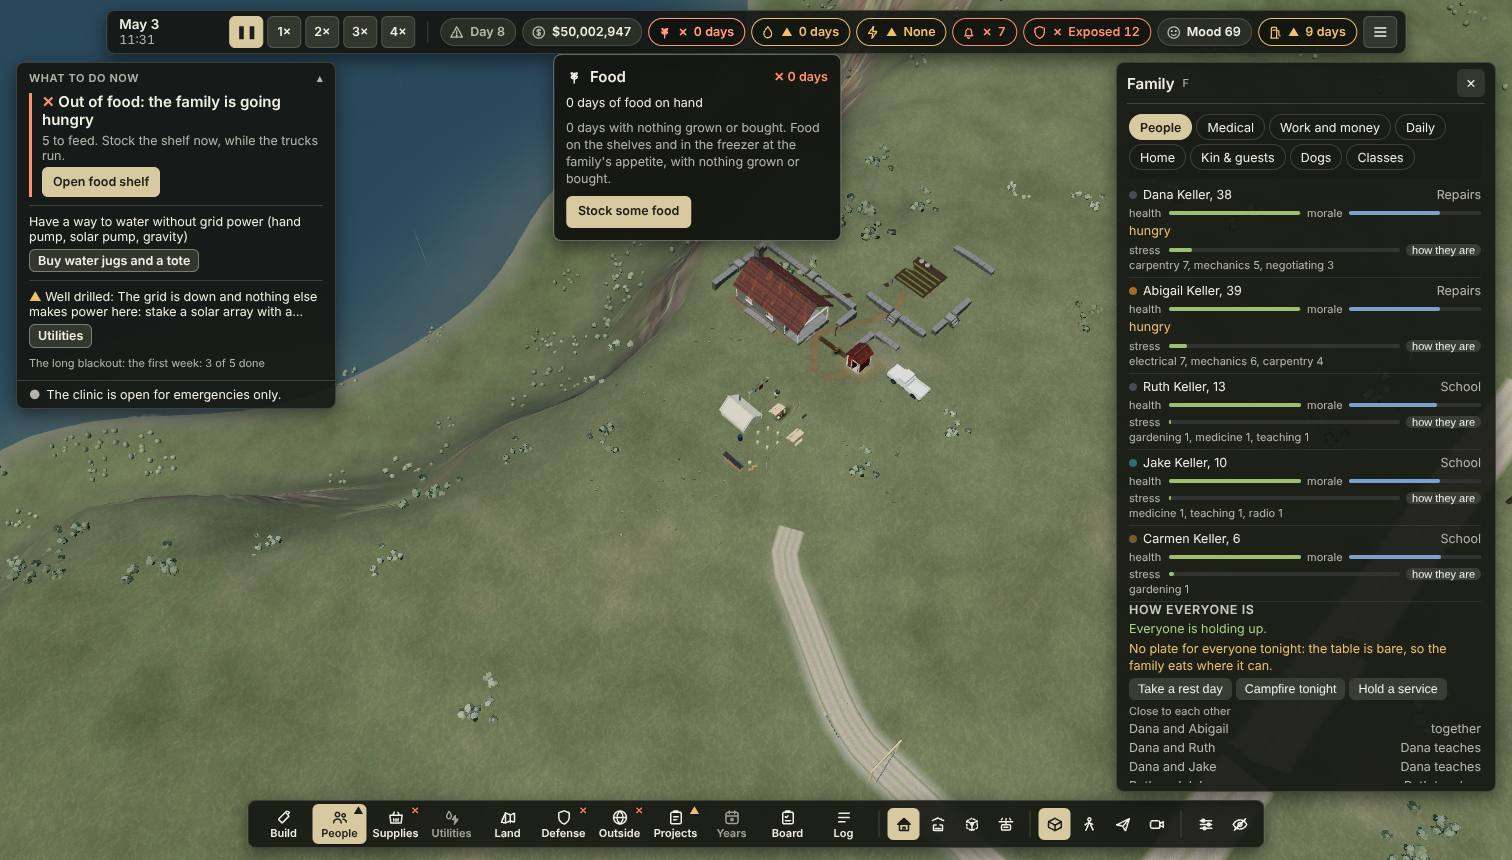 May 3
11:31
1×
2×
3×
4×
Day 8
$50,002,947
× 0 days
0 days
None
× 7
× Exposed 12
Mood 69
9 days
WHAT TO DO NOW
× Out of food: the family is going
hungry
5 to feed. Stock the shelf now, while the trucks
run.
Open food shelf
Have a way to water without grid power (hand
pump, solar pump, gravity)
Buy water jugs and a tote
Well drilled: The grid is down and nothing else
makes power here: stake a solar array with a...
Utilities
The long blackout: the first week: 3 of 5 done
The clinic is open for emergencies only.
Food
× 0 days
0 days of food on hand
0 days with nothing grown or bought. Food
on the shelves and in the freezer at the
family's appetite, with nothing grown or
bought.
Stock some food
Family F
×
People
Medical
Work and money
Daily
Home
Kin & guests
Dogs
Classes
Dana Keller, 38
Repairs
health
morale
hungry
stress
how they are
carpentry 7, mechanics 5, negotiating 3
Abigail Keller, 39
Repairs
health
morale
hungry
stress
how they are
electrical 7, mechanics 6, carpentry 4
Ruth Keller, 13
School
health
morale
stress
how they are
gardening 1, medicine 1, teaching 1
Jake Keller, 10
School
health
morale
stress
how they are
medicine 1, teaching 1, radio 1
Carmen Keller, 6
School
health
morale
stress
how they are
gardening 1
HOW EVERYONE IS
Everyone is holding up.
No plate for everyone tonight: the table is bare, so the
family eats where it can.
Take a rest day
Campfire tonight
Hold a service
Close to each other
Dana and Abigail
together
Dana and Ruth
Dana teaches
Dana and Jake
Dana teaches
Build
People
Supplies
Utilities
Land
Defense
Outside
Projects
Years
Board
Log